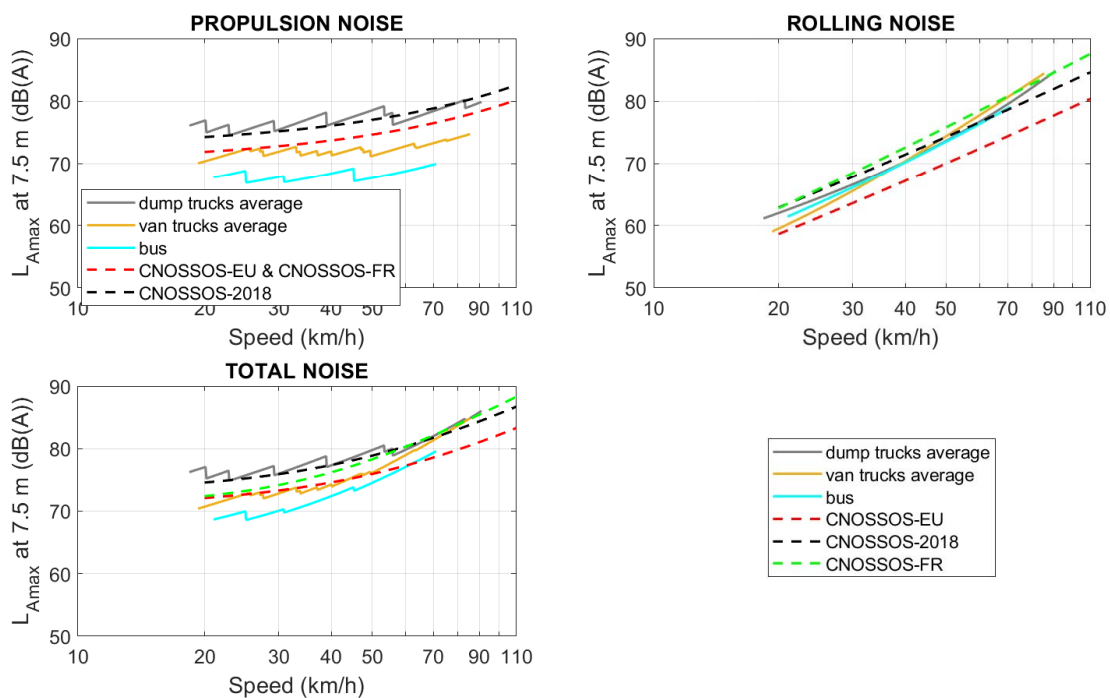 PROPULSION NOISE
90
80
70
60
50
L_Amax at 7.5 m (dB(A))
dump trucks average
van trucks average
bus
CNOSSOS-EU & CNOSSOS-FR
CNOSSOS-2018
10 20 30 40 50 70 90 110
Speed (km/h)
ROLLING NOISE
90
80
70
60
50
L_Amax at 7.5 m (dB(A))
10 20 30 40 50 70 90 110
Speed (km/h)
TOTAL NOISE
90
80
70
60
50
L_Amax at 7.5 m (dB(A))
10 20 30 40 50 70 90 110
Speed (km/h)
dump trucks average
van trucks average
bus
CNOSSOS-EU
CNOSSOS-2018
CNOSSOS-FR